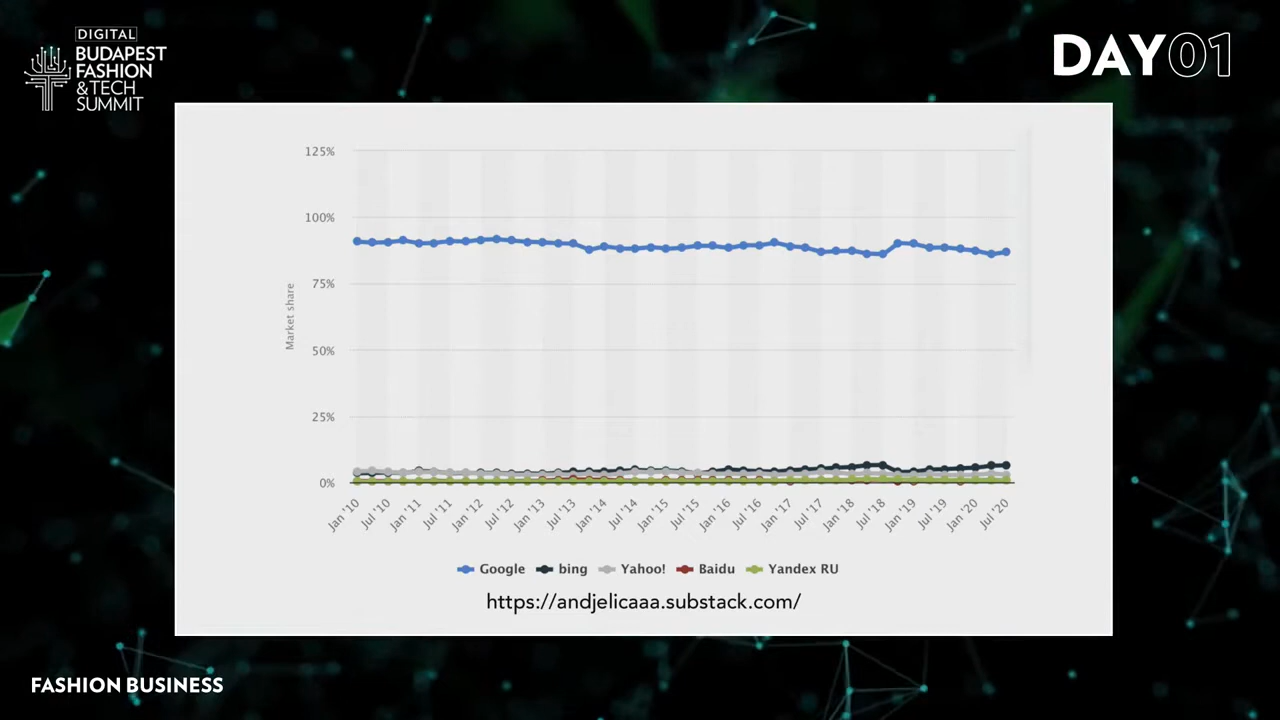 DIGITAL
BUDAPEST
FASHION
&TECH
SUMMIT
DAY01
125%
100%
75%
50%
25%
0%
Market share
Jan '10
Jul '10
Jan '11
Jul '11
Jan '12
Jul '12
Jan '13
Jul '13
Jan '14
Jul '14
Jan '15
Jul '15
Jan '16
Jul '16
Jan '17
Jul '17
Jan '18
Jul '18
Jan '19
Jul '19
Jan '20
Jul '20
Google bing Yahoo! Baidu Yandex RU
https://andjelicaaa.substack.com/
FASHION BUSINESS